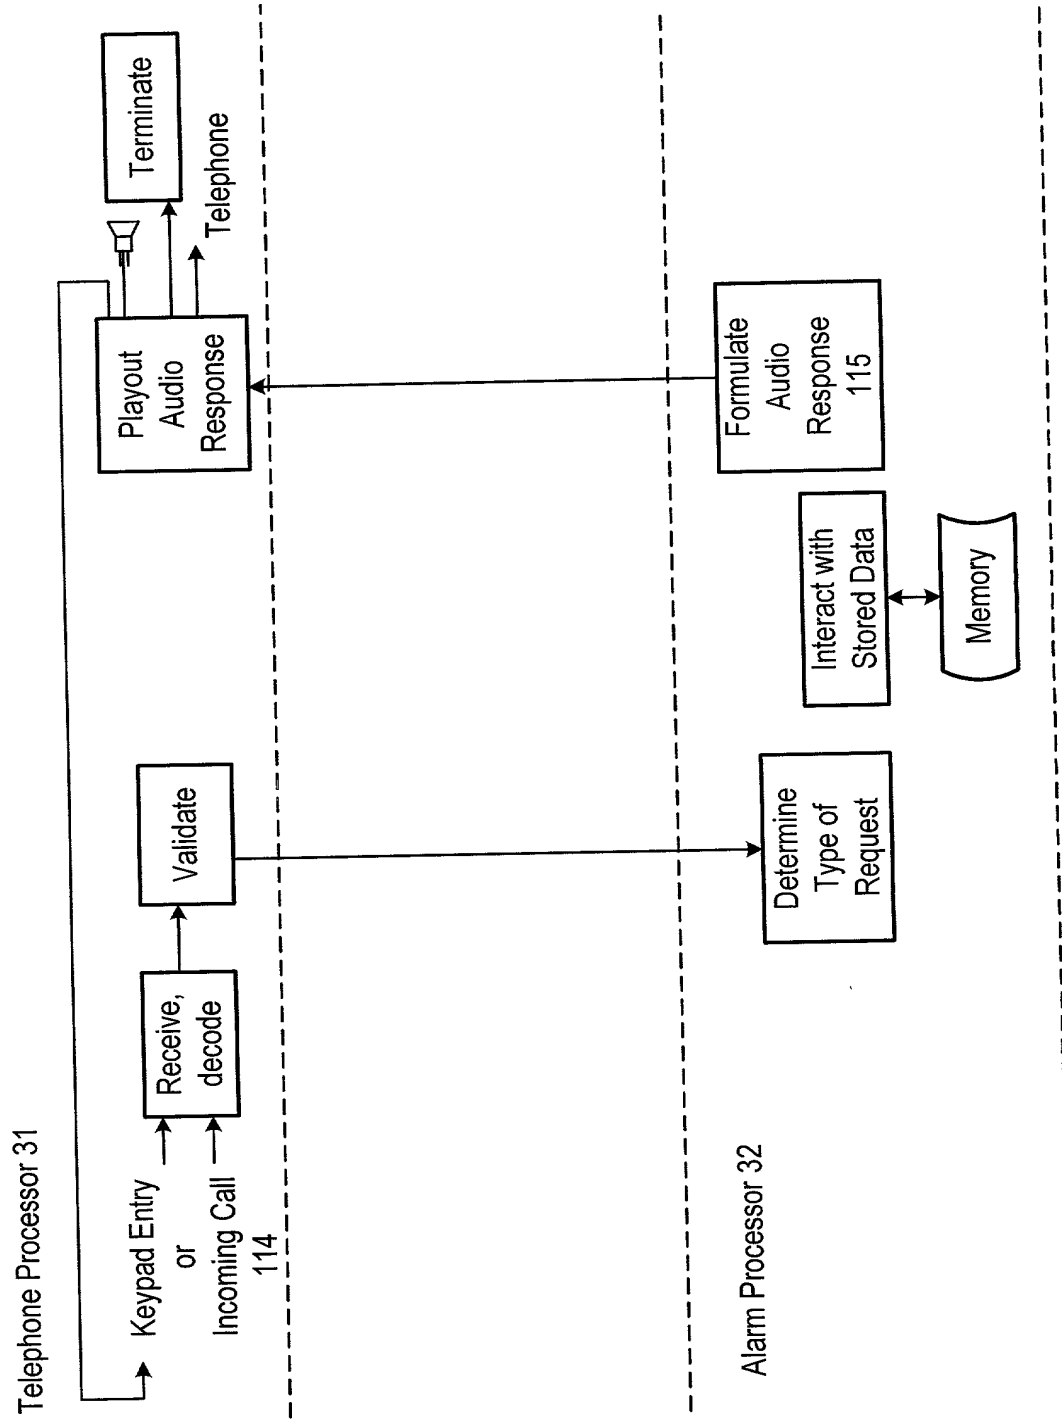 Telephone Processor 31
Keypad Entry
or
Incoming Call
114
Receive,
decode
Validate
Playout
Audio
Response
Terminate
Telephone
Alarm Processor 32
Determine
Type of
Request
Interact with
Stored Data
Memory
Formulate
Audio
Response
115